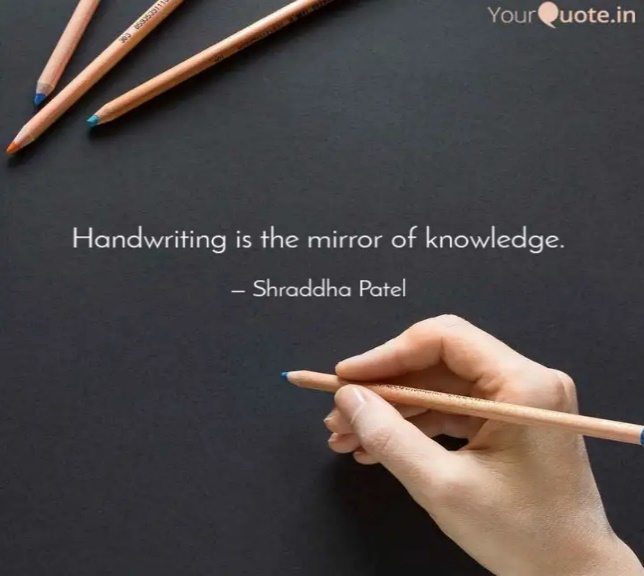 YourQuote.in
Handwriting is the mirror of knowledge.
– Shraddha Patel